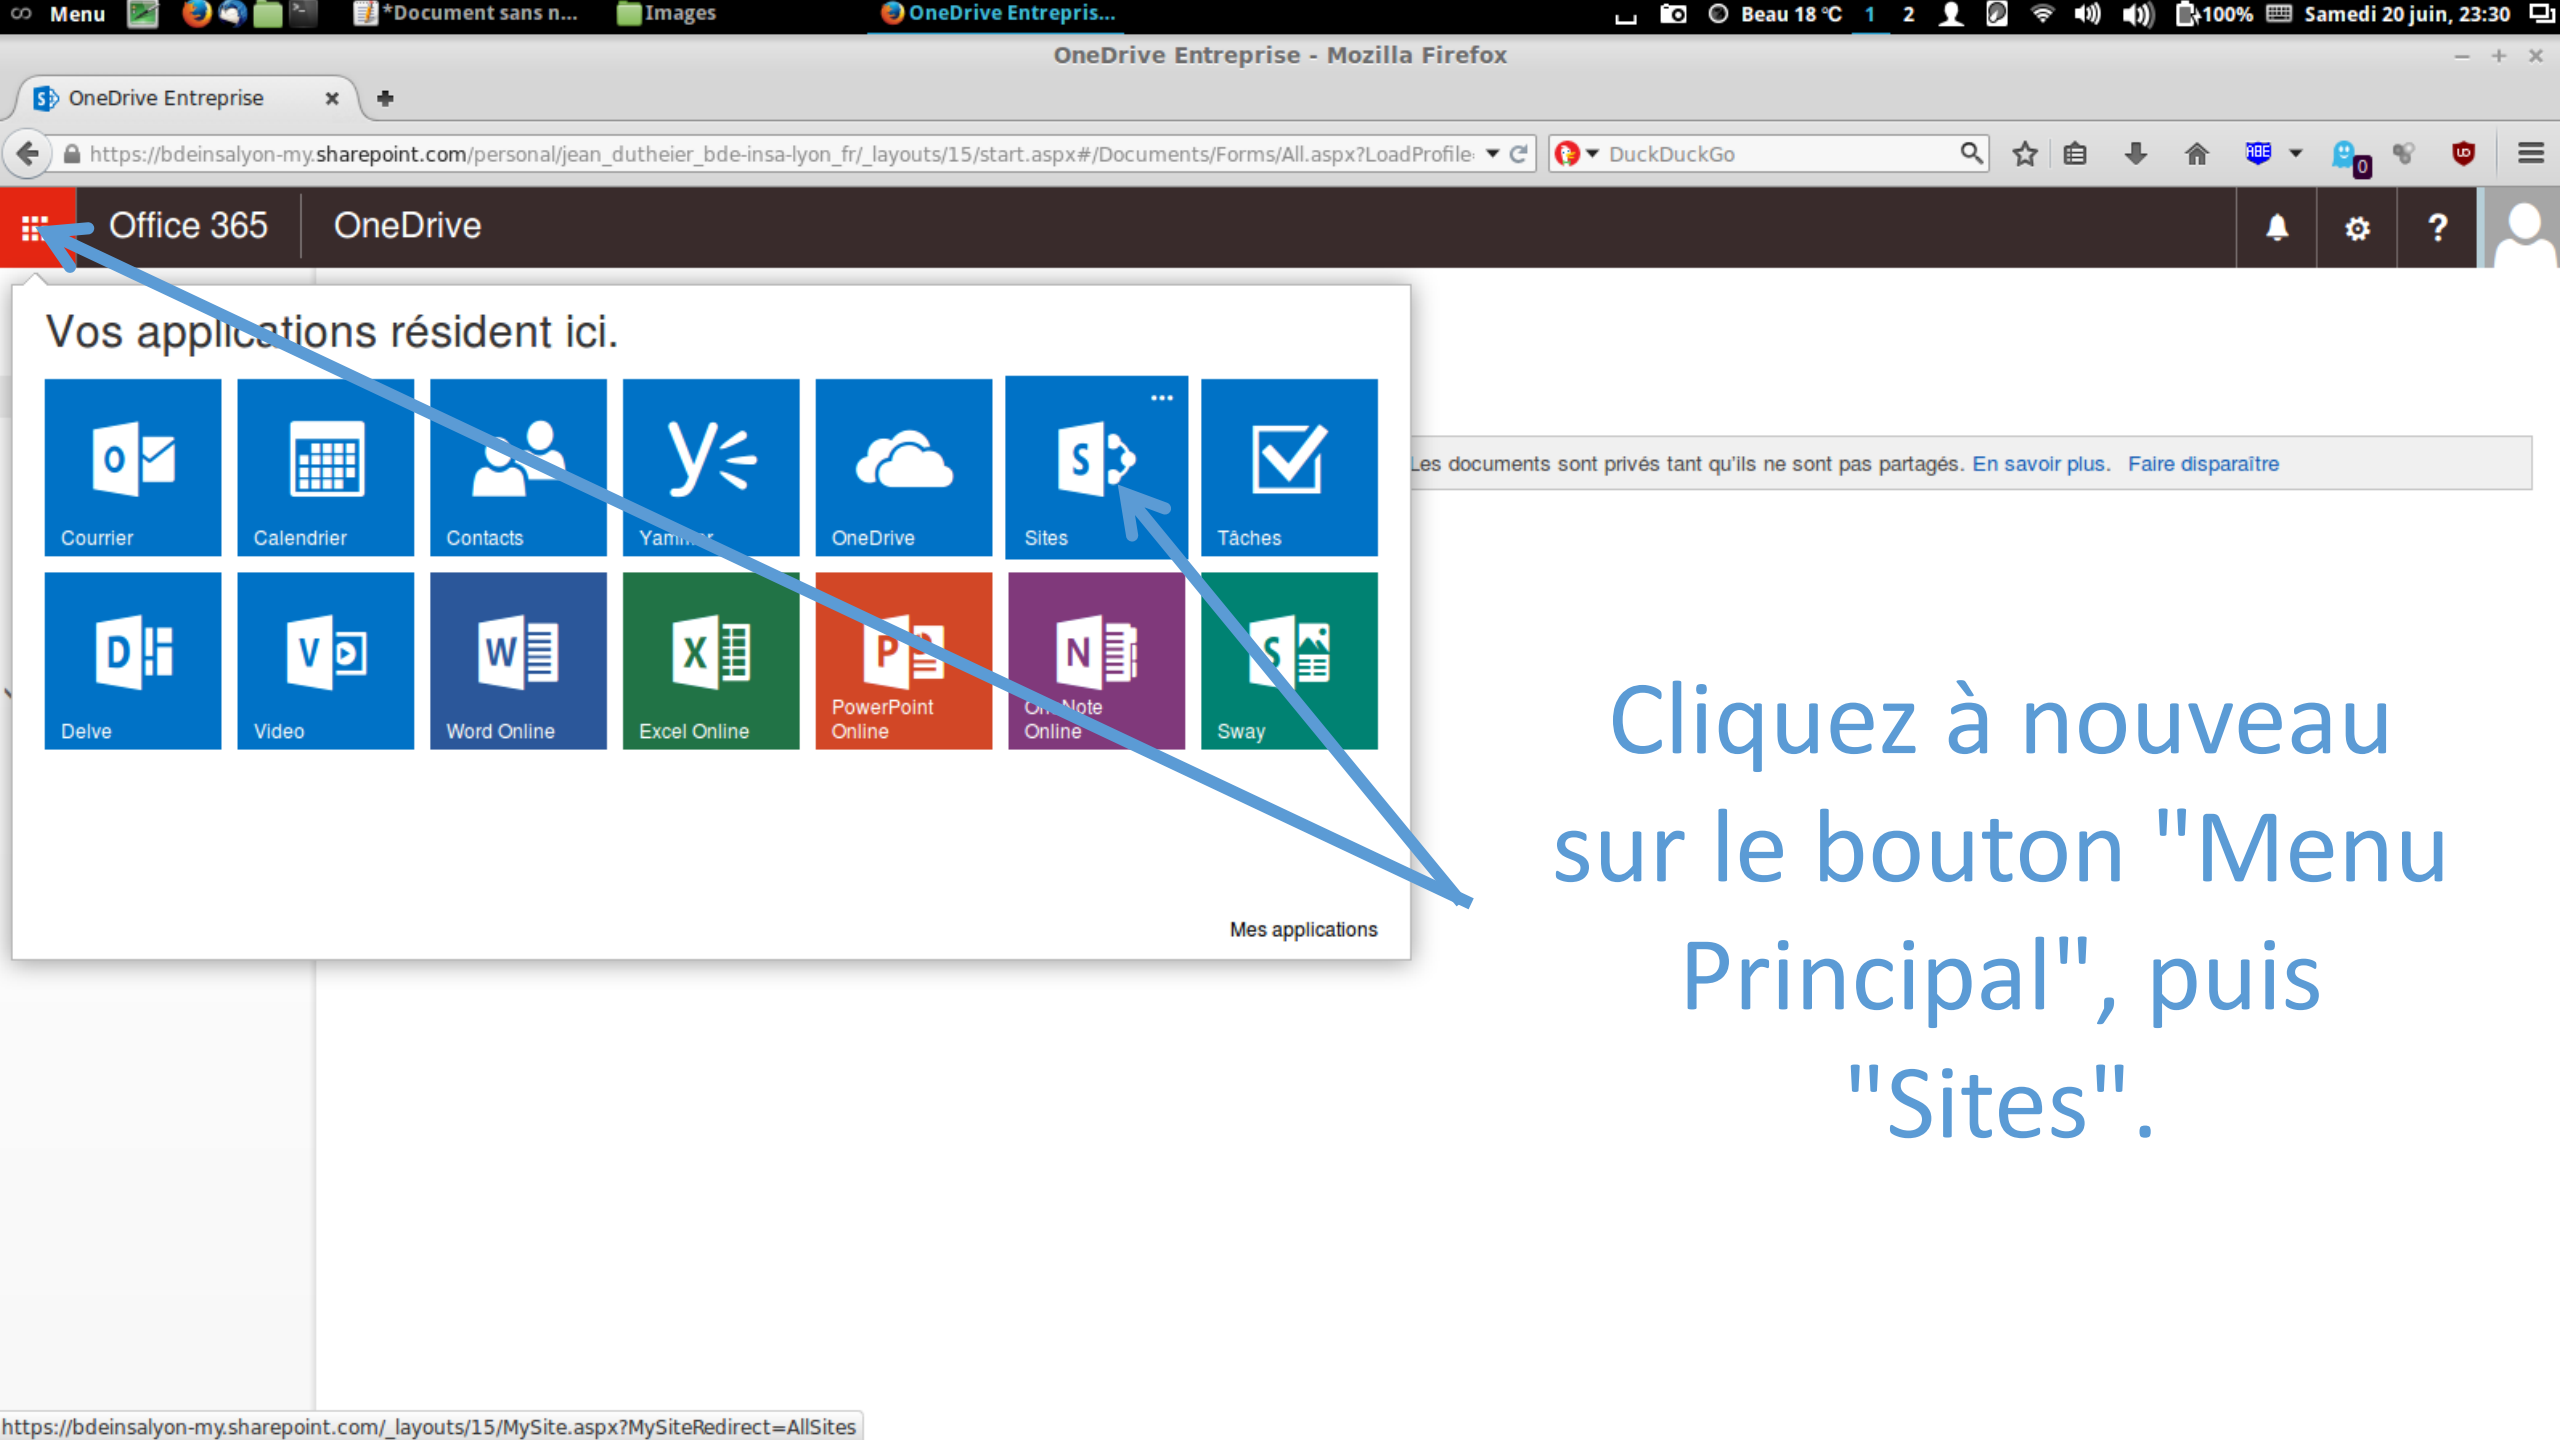 Menu
*Document sans n...
Images
OneDrive Entrepris...
Beau 18 °C
1
2
100%
Samedi 20 juin, 23:30
OneDrive Entreprise - Mozilla Firefox
OneDrive Entreprise
https://bdeinsalyon-my.sharepoint.com/personal/jean_dutheier_bde-insa-lyon_fr/_layouts/15/start.aspx#/Documents/Forms/All.aspx?LoadProfile
DuckDuckGo
ABE
0
Office 365
OneDrive
?
Vos applications résident ici.
Courrier
Calendrier
Contacts
Yammer
OneDrive
Sites
Tâches
Les documents sont privés tant qu'ils ne sont pas partagés. En savoir plus. Faire disparaître
Delve
Video
Word Online
Excel Online
PowerPoint
Online
OneNote
Online
Sway
Mes applications
Cliquez à nouveau
sur le bouton "Menu
Principal", puis
"Sites".
https://bdeinsalyon-my.sharepoint.com/_layouts/15/MySite.aspx?MySiteRedirect=AllSites